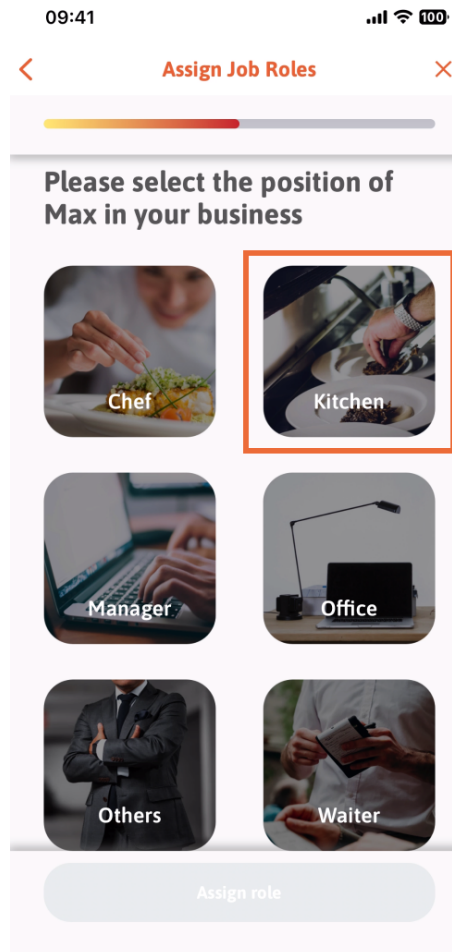 09:41
100
Assign Job Roles
Please select the position of
Max in your business
Chef
Kitchen
Manager
Office
Others
Waiter
Assign role